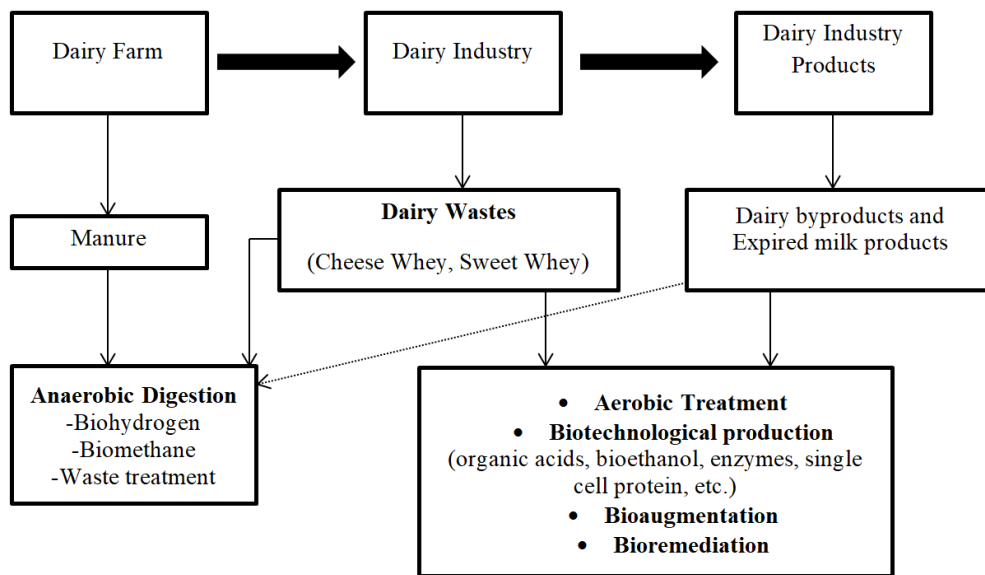 Dairy Farm
Dairy Industry
Dairy Industry
Products
Manure
Dairy Wastes
(Cheese Whey, Sweet Whey)
Dairy byproducts and
Expired milk products
Anaerobic Digestion
-Biohydrogen
-Biomethane
-Waste treatment
• Aerobic Treatment
• Biotechnological production
(organic acids, bioethanol, enzymes, single
cell protein, etc.)
• Bioaugmentation
• Bioremediation